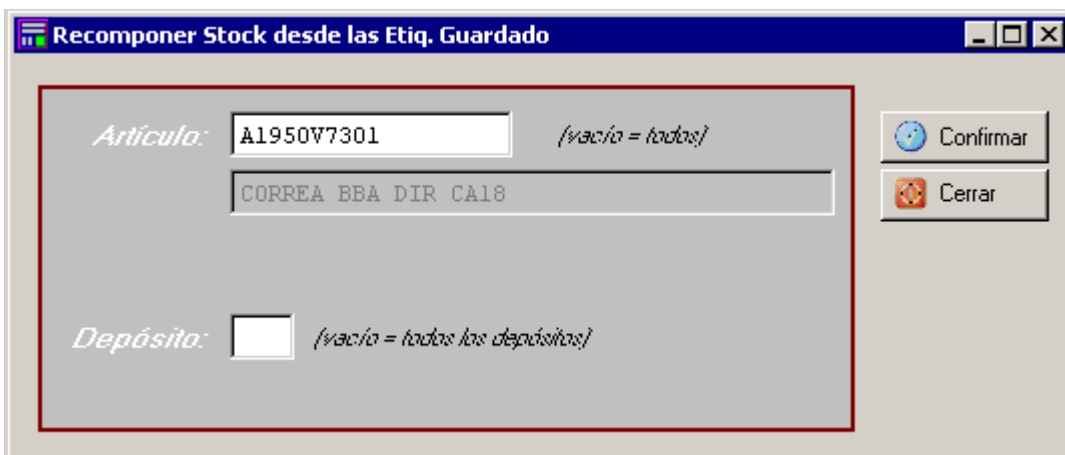 Recomponer Stock desde las Etiq. Guardado
Artículo: A1950V7301 (vacío = todos) Confirmar
CORREA BBA DIR CA18 Cerrar
Depósito: (vacío = todos los depósitos)